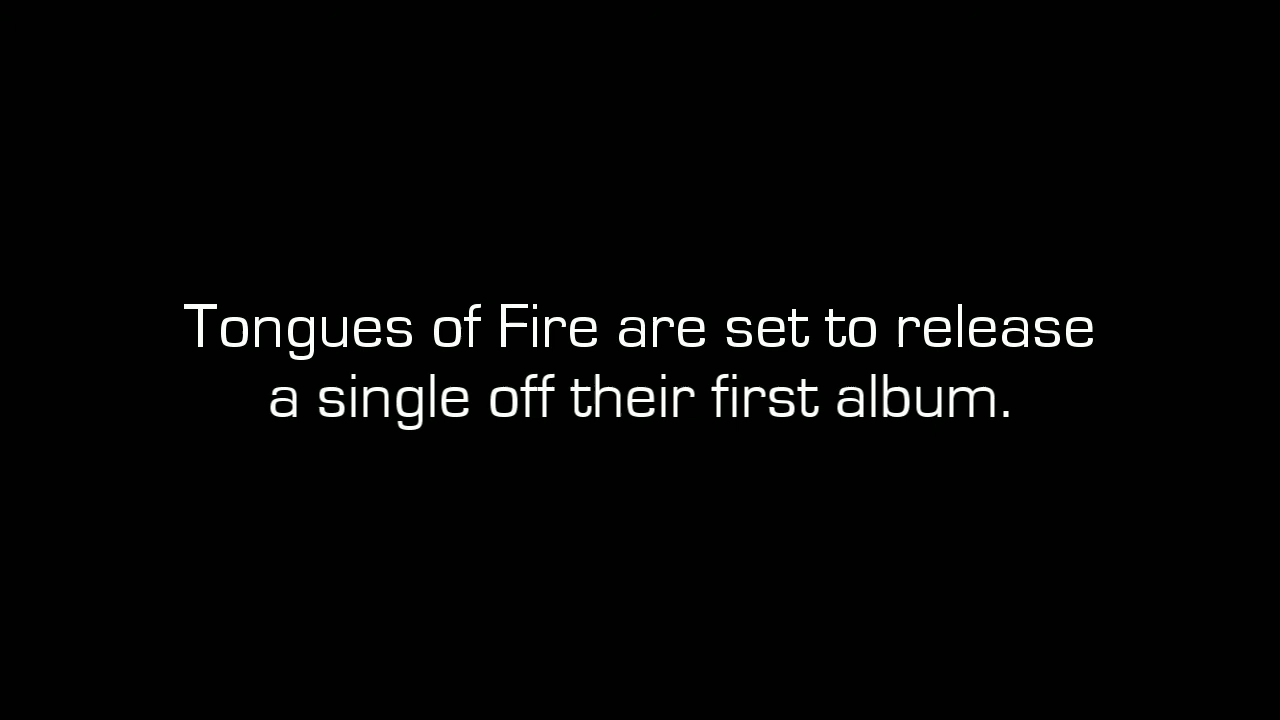 Tongues of Fire are set to release
a single off their first album.